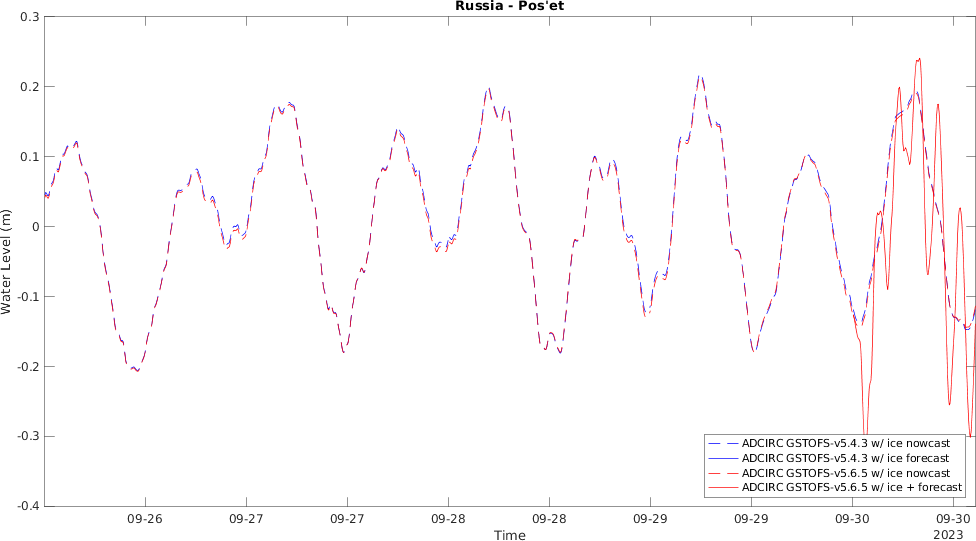 Russia - Pos'et
0.3
0.2
0.1
0
-0.1
-0.2
-0.3
-0.4
Water Level (m)
ADCIRC GSTOFS-v5.4.3 w/ ice nowcast
ADCIRC GSTOFS-v5.4.3 w/ ice forecast
ADCIRC GSTOFS-v5.6.5 w/ ice nowcast
ADCIRC GSTOFS-v5.6.5 w/ ice + forecast
09-26 09-27 09-27 09-28 09-28 09-29 09-29 09-30 09-30
2023
Time